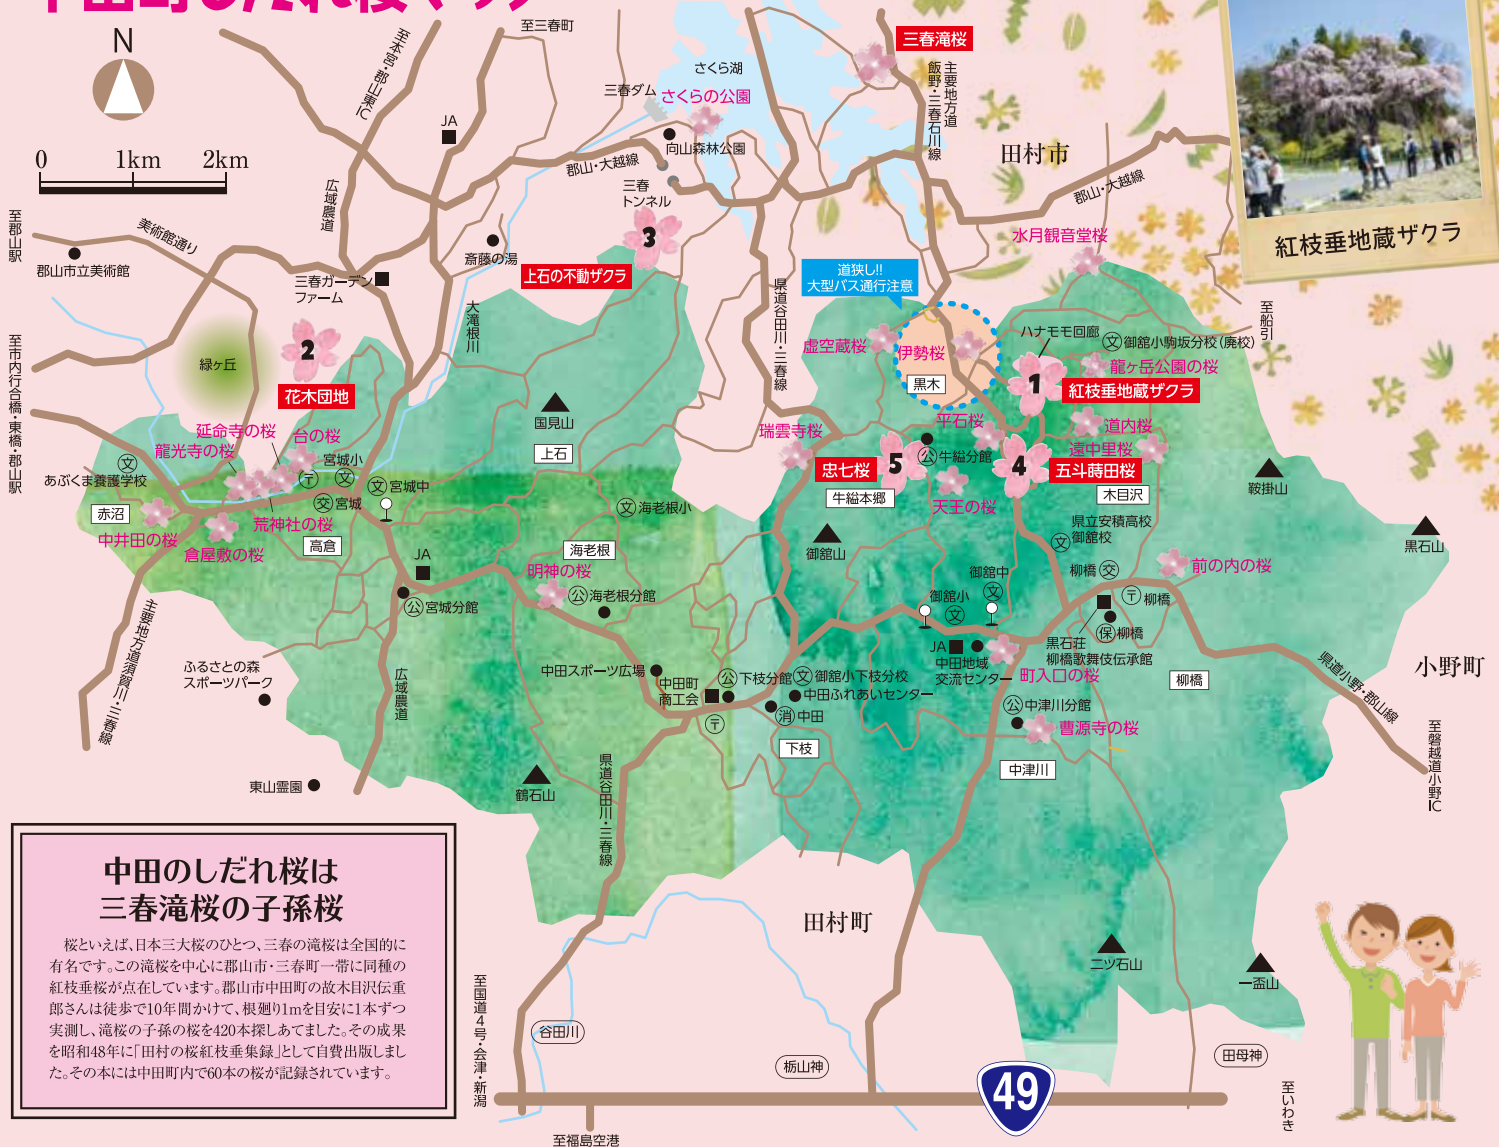 中田町しだれ桜マップ
N
0 1km 2km
至三春町
至本宮・郡山東IC
JA
さくら湖
三春ダム
さくらの公園
向山森林公園
郡山・大越線
三春
トンネル
三春滝桜
主要地方道
飯野・三春石川線
田村市
郡山・大越線
紅枝垂地蔵ザクラ
広域農道
至郡山駅
美術館通り
郡山市立美術館
三春ガーデン
ファーム
斎藤の湯
3
上石の不動ザクラ
大滝根川
県道谷田川・三春線
道狭し!!
大型バス通行注意
水月観音堂桜
至船引
ハナモモ回廊
文 御舘小駒坂分校(廃校)
虚空蔵桜
伊勢桜
黒木
龍ヶ岳公園の桜
1
紅枝垂地蔵ザクラ
至市内行合橋・東橋・郡山駅
緑ヶ丘
2
花木団地
国見山
上石
延命寺の桜
台の桜
龍光寺の桜
宮城小
文
〒
文
あぶくま養護学校
文 宮城中
交 宮城
赤沼
中井田の桜
倉屋敷の桜
荒神社の桜
高倉
文 海老根小
瑞雲寺桜
平石桜
道内桜
遠中里桜
忠七桜
5
公 牛縊分館
4
五斗蒔田桜
牛縊本郷
天王の桜
木目沢
鞍掛山
黒石山
御舘山
県立安積高校
文 御舘校
柳橋 交
前の内の桜
JA
海老根
明神の桜
公 海老根分館
公 宮城分館
御舘中
文
御舘小
文
〒 柳橋
保 柳橋
黒石荘
柳橋歌舞伎伝承館
JA
中田地域
交流センター
町入口の桜
柳橋
県道小野・郡山線
小野町
至磐越道小野IC
主要地方道須賀川・三春線
ふるさとの森
スポーツパーク
広域農道
中田スポーツ広場
中田町
商工会
〒
公 下枝分館
文 御舘小下枝分校
中田ふれあいセンター
消 中田
下枝
公 中津川分館
曹源寺の桜
中津川
東山霊園
鶴石山
県道谷田川・三春線
田村町
二ツ石山
一盃山
中田のしだれ桜は
三春滝桜の子孫桜
桜といえば、日本三大桜のひとつ、三春の滝桜は全国的に
有名です。この滝桜を中心に郡山市・三春町一帯に同種の
紅枝垂桜が点在しています。郡山市中田町の故木目沢伝重
郎さんは徒歩で10年間かけて、根廻り1mを目安に1本ずつ
実測し、滝桜の子孫の桜を420本探しあてました。その成果
を昭和48年に「田村の桜紅枝垂集録」として自費出版しまし
た。その本には中田町内で60本の桜が記録されています。
至国道4号・会津・新潟
谷田川
栃山神
田母神
49
至いわき
至福島空港